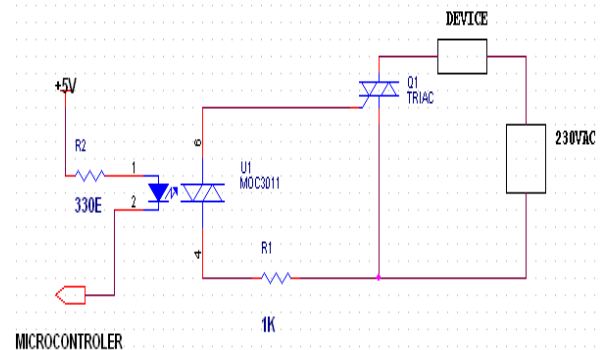 DEVICE
+5V
Q1
TRIAC
6
230VAC
R2
1
U1
MOC3011
2
330E
4
R1
1K
MICROCONTROLER